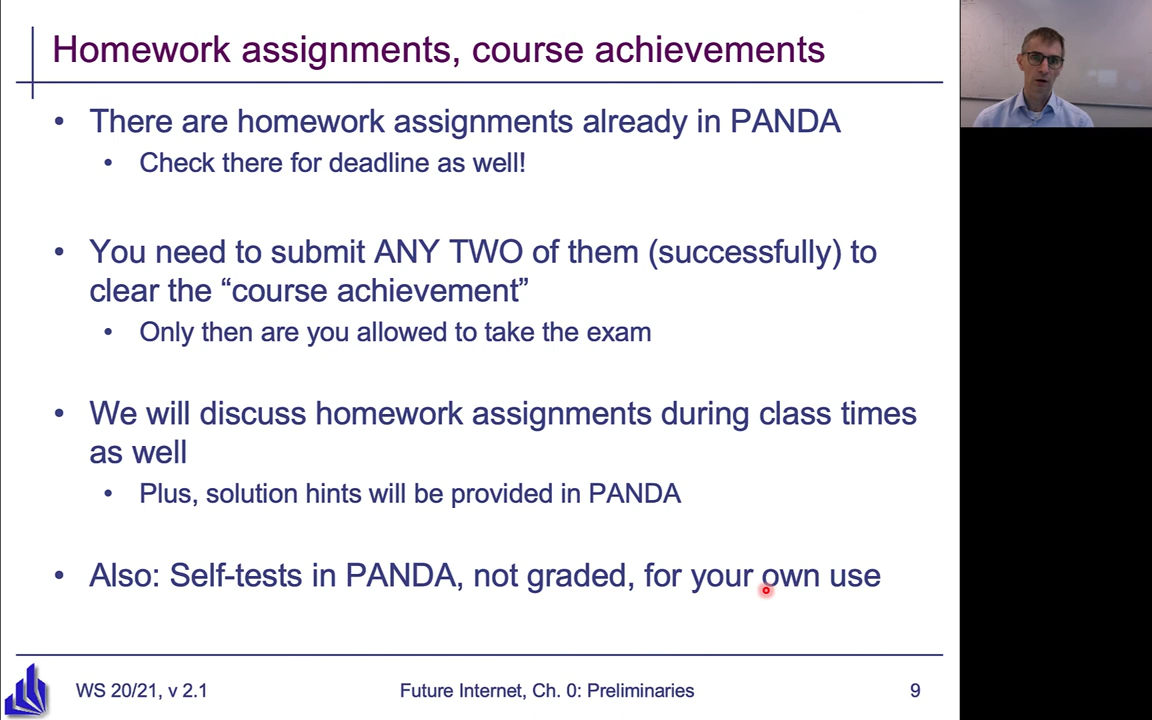 Homework assignments, course achievements
• There are homework assignments already in PANDA
• Check there for deadline as well!
• You need to submit ANY TWO of them (successfully) to
clear the “course achievement”
• Only then are you allowed to take the exam
• We will discuss homework assignments during class times
as well
• Plus, solution hints will be provided in PANDA
• Also: Self-tests in PANDA, not graded, for your own use
WS 20/21, v 2.1
Future Internet, Ch. 0: Preliminaries
9